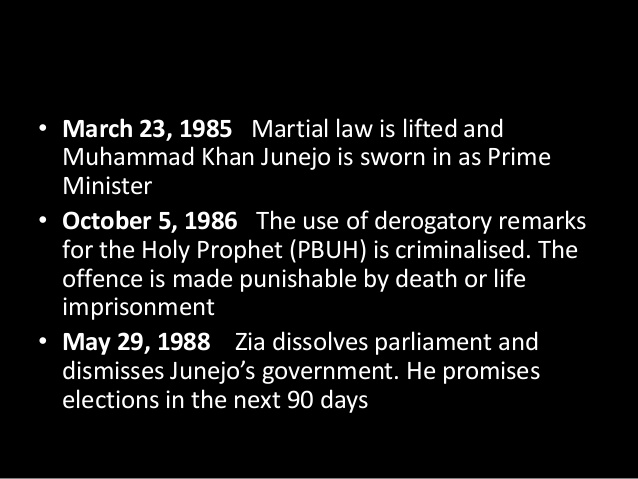 • March 23, 1985 Martial law is lifted and
Muhammad Khan Junejo is sworn in as Prime
Minister
• October 5, 1986 The use of derogatory remarks
for the Holy Prophet (PBUH) is criminalised. The
offence is made punishable by death or life
imprisonment
• May 29, 1988 Zia dissolves parliament and
dismisses Junejo’s government. He promises
elections in the next 90 days